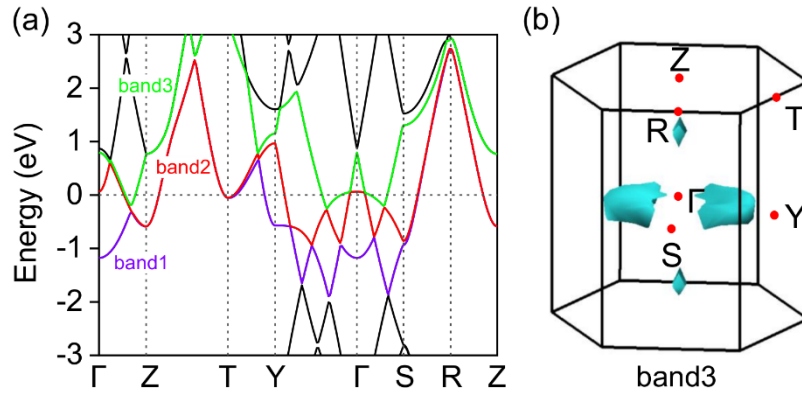 (a)
3
2
1
0
-1
-2
-3
Energy (eV)
band3
band2
band1
Γ Z T Y Γ S R Z
(b)
Z
T
R
Γ
Y
S
band3